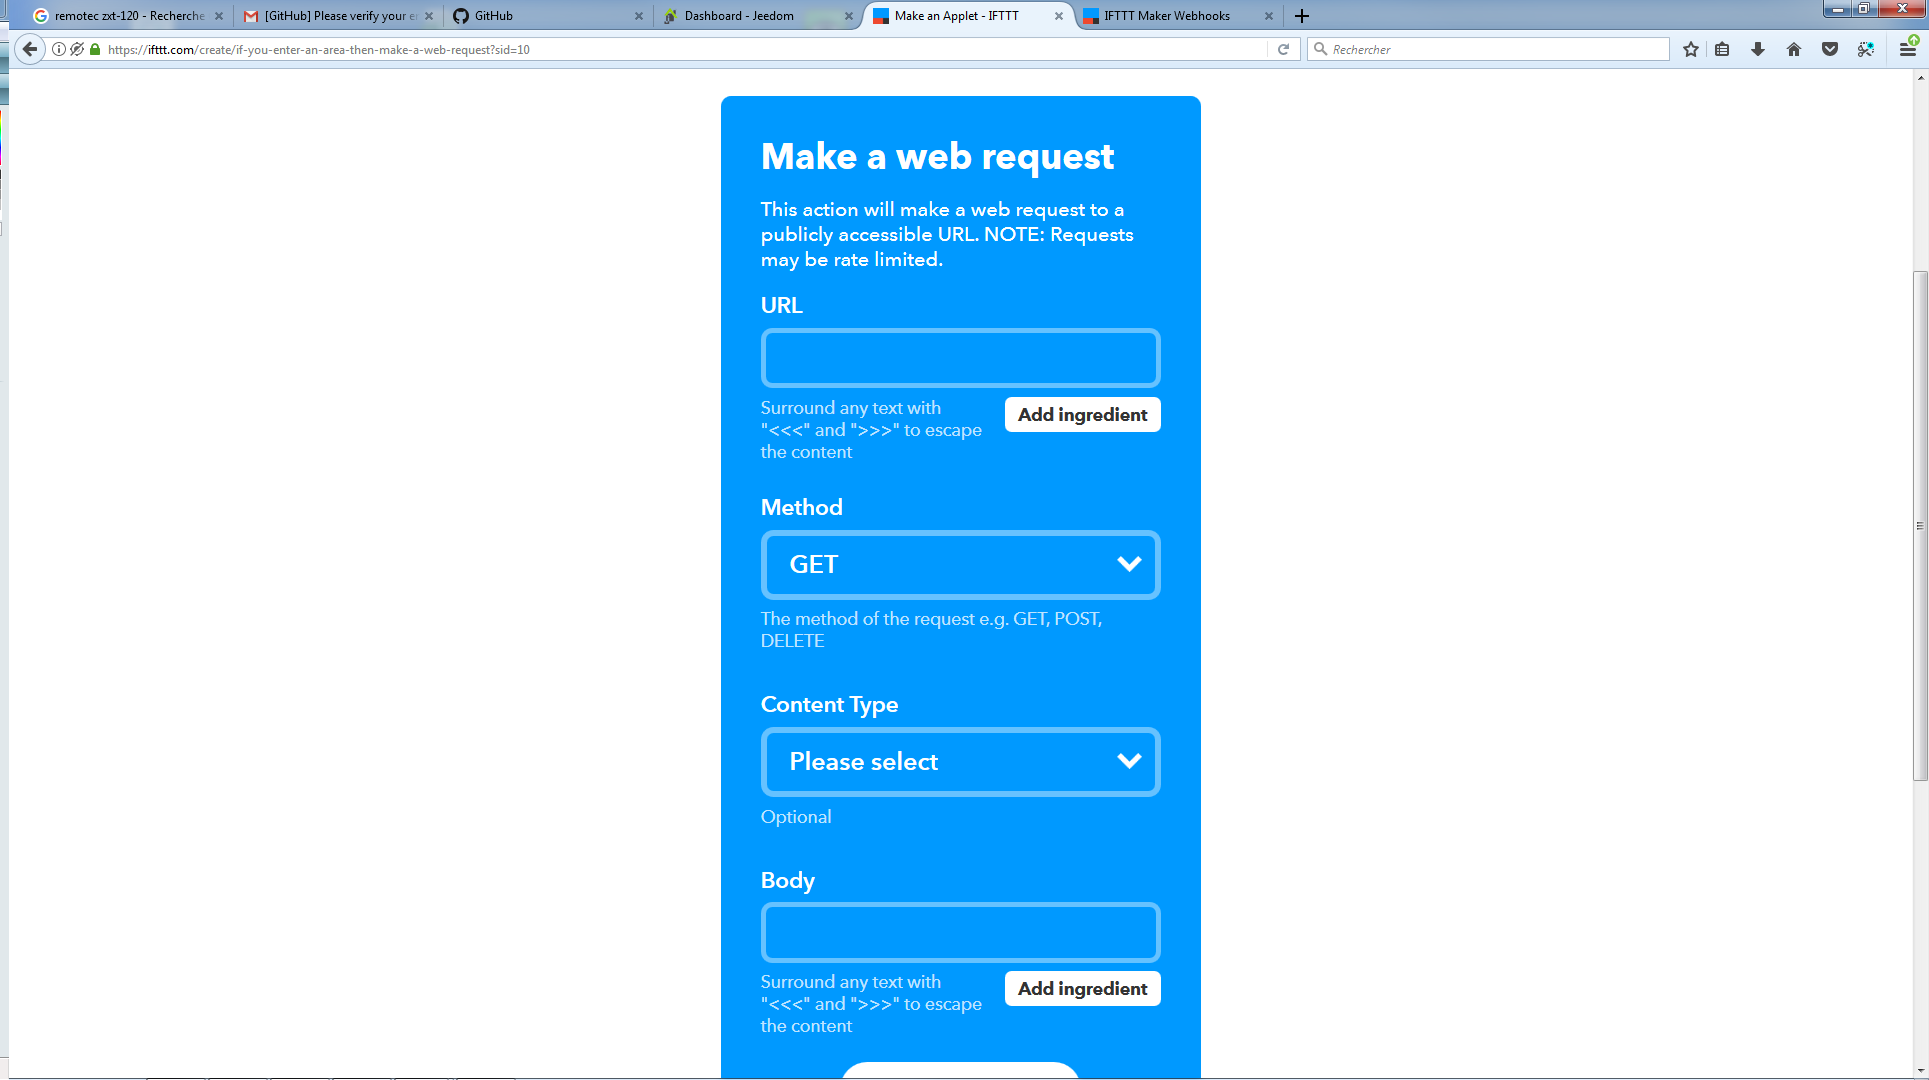 remotec zxt-120 - Recherche
[GitHub] Please verify your e
GitHub
Dashboard - Jeedom
Make an Applet - IFTTT
IFTTT Maker Webhooks
https://ifttt.com/create/if-you-enter-an-area-then-make-a-web-request?sid=10
Rechercher
Make a web request
This action will make a web request to a
publicly accessible URL. NOTE: Requests
may be rate limited.
URL
Surround any text with
"<<<" and ">>>" to escape
the content
Add ingredient
Method
GET
The method of the request e.g. GET, POST,
DELETE
Content Type
Please select
Optional
Body
Surround any text with
"<<<" and ">>>" to escape
the content
Add ingredient